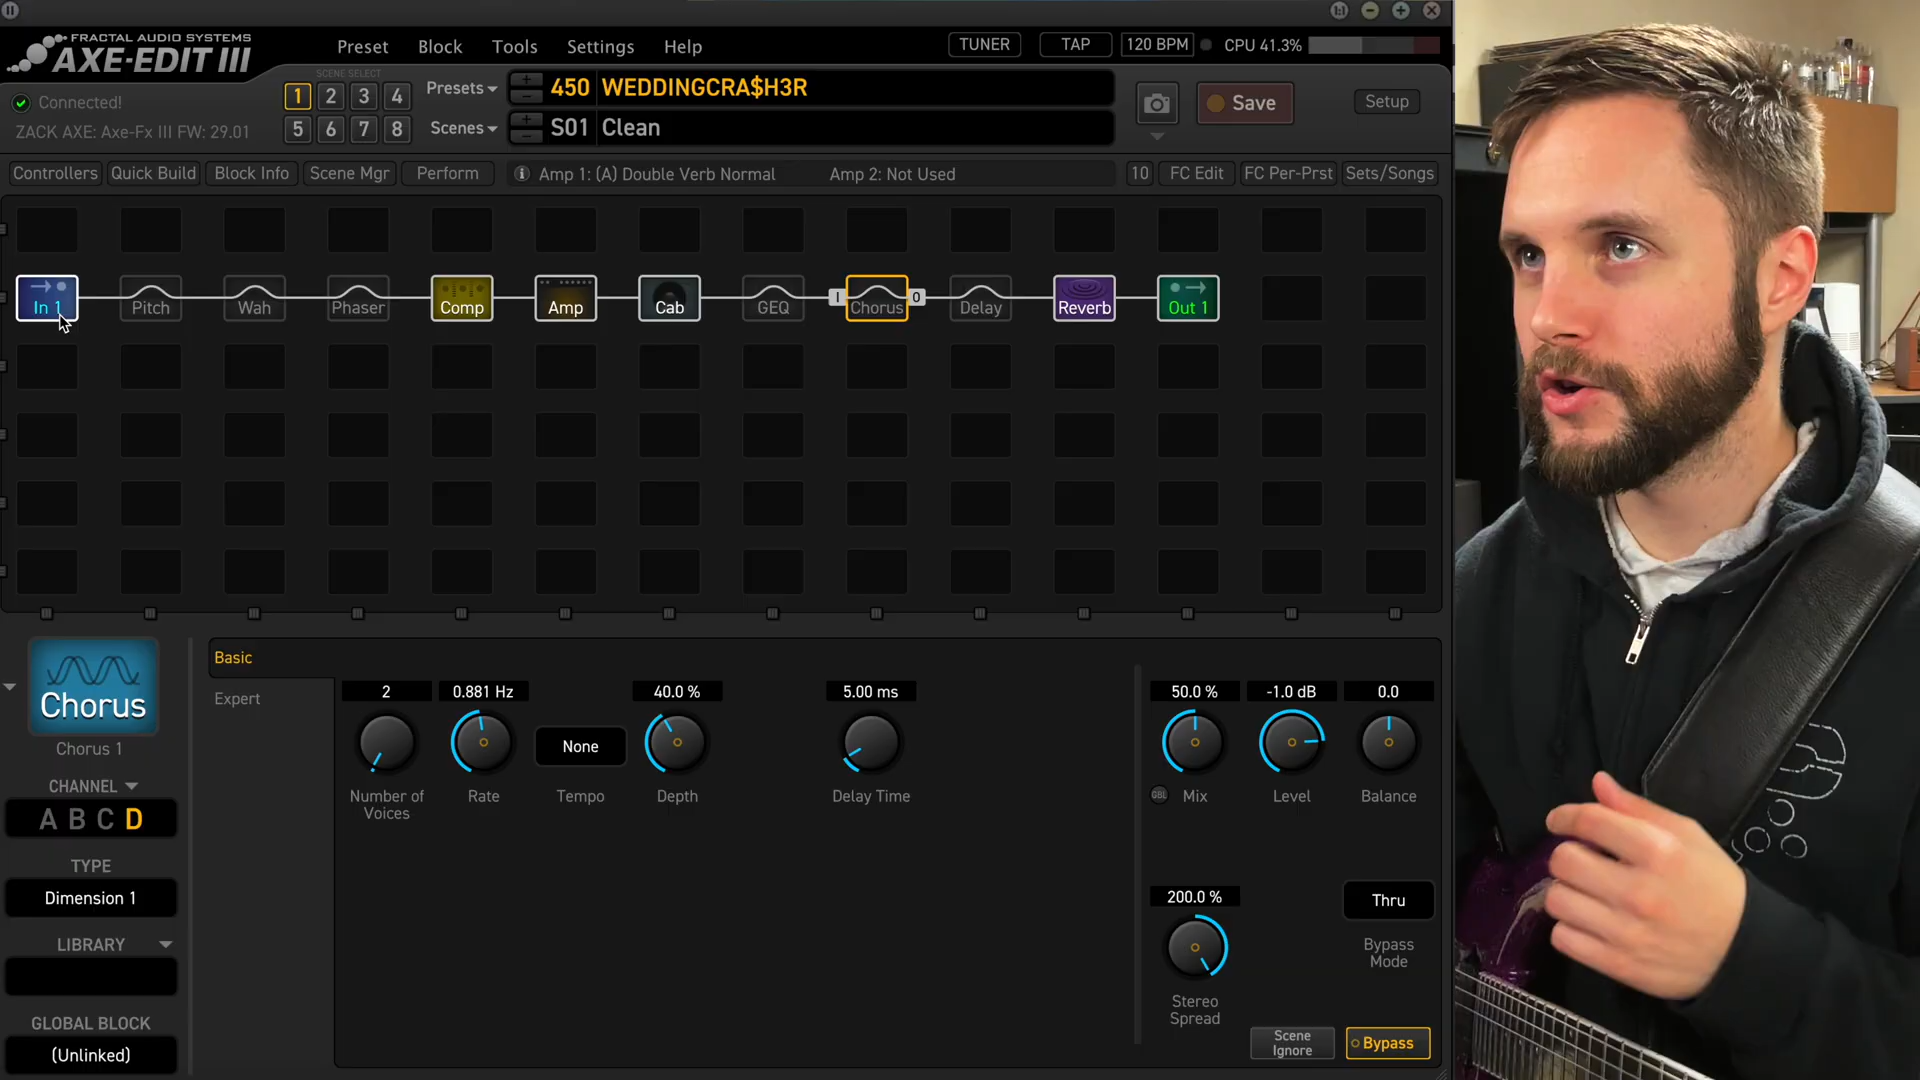 FRACTAL AUDIO SYSTEMS
AXE-EDIT III
Preset
Block
Tools
Settings
Help
TUNER
TAP
120 BPM
CPU 41.3%
Connected!
ZACK AXE: Axe-Fx III FW: 29.01
SCENE SELECT
1 2 3 4
5 6 7 8
Presets
450 WEDDINGCRA$H3R
Scenes
S01 Clean
Save
Setup
Controllers
Quick Build
Block Info
Scene Mgr
Perform
Amp 1: (A) Double Verb Normal
Amp 2: Not Used
10
FC Edit
FC Per-Prst
Sets/Songs
In 1
Pitch
Wah
Phaser
Comp
Amp
Cab
GEQ
I
Chorus
O
Delay
Reverb
Out 1
Chorus
Chorus 1
CHANNEL
A B C D
TYPE
Dimension 1
LIBRARY
GLOBAL BLOCK
(Unlinked)
Basic
Expert
2
0.881 Hz
40.0 %
5.00 ms
50.0 %
-1.0 dB
0.0
None
Number of
Voices
Rate
Tempo
Depth
Delay Time
GBL
Mix
Level
Balance
200.0 %
Thru
Stereo
Spread
Bypass
Mode
Scene
Ignore
Bypass